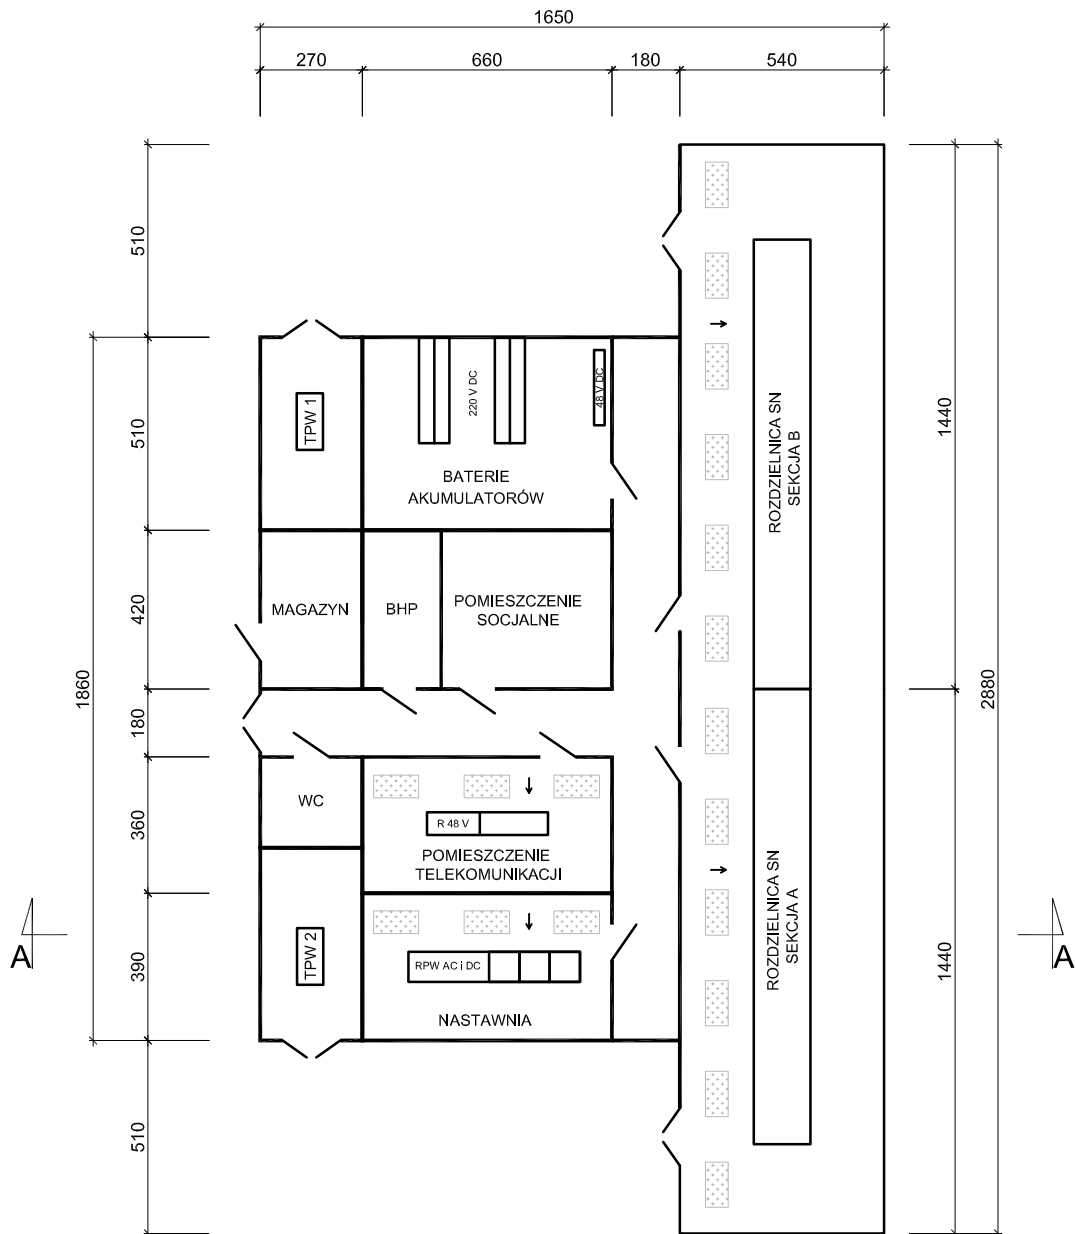 1650
270
660
180
540
510
510
420
180
360
390
510
1860
1440
1440
2880
TPW 1
220 V DC
48 V DC
BATERIE
AKUMULATORÓW
ROZDZIELNICA SN
SEKCJA B
MAGAZYN
BHP
POMIESZCZENIE
SOCJALNE
WC
R 48 V
POMIESZCZENIE
TELEKOMUNIKACJI
ROZDZIELNICA SN
SEKCJA A
TPW 2
RPW AC i DC
NASTAWNIA
A
A